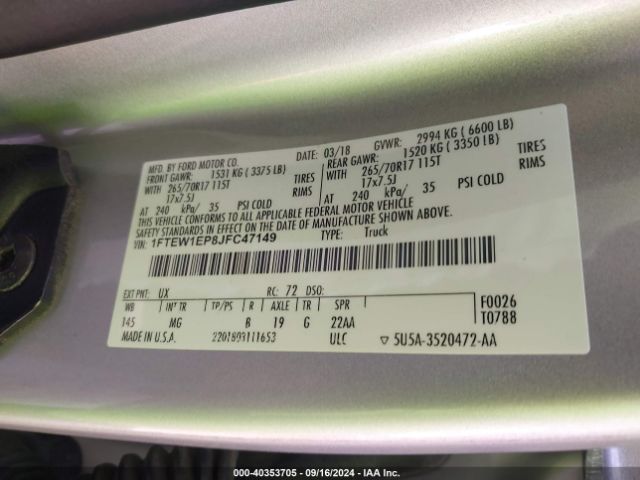 MFD. BY FORD MOTOR CO. 03/18 GVWR: 2994 KG ( 6600 LB)
FRONT GAWR: 1531 KG ( 3375 LB) REAR GAWR: 1520 KG ( 3350 LB)
WITH 265/70R17 115T TIRES WITH 265/70R17 115T TIRES
17x7.5J RIMS 17x7.5J RIMS
AT 240 kPa/ 35 PSI COLD AT 240 kPa/ 35 PSI COLD
THIS VEHICLE CONFORMS TO ALL APPLICABLE FEDERAL MOTOR VEHICLE
SAFETY STANDARDS IN EFFECT ON THE DATE OF MANUFACTURE SHOWN ABOVE.
VIN: 1FTEW1EP8JFC47149 TYPE: Truck
EXT PNT: UX RC: 72 DSO: F0026
WB INT TR TP/PS R AXLE TR SPR T0788
145 MG B 19 G 22AA
MADE IN U.S.A. 2201803111653 ULC ▽ 5U5A-3520472-AA
00-40353705 - 09/16/2024 - IAA Inc.